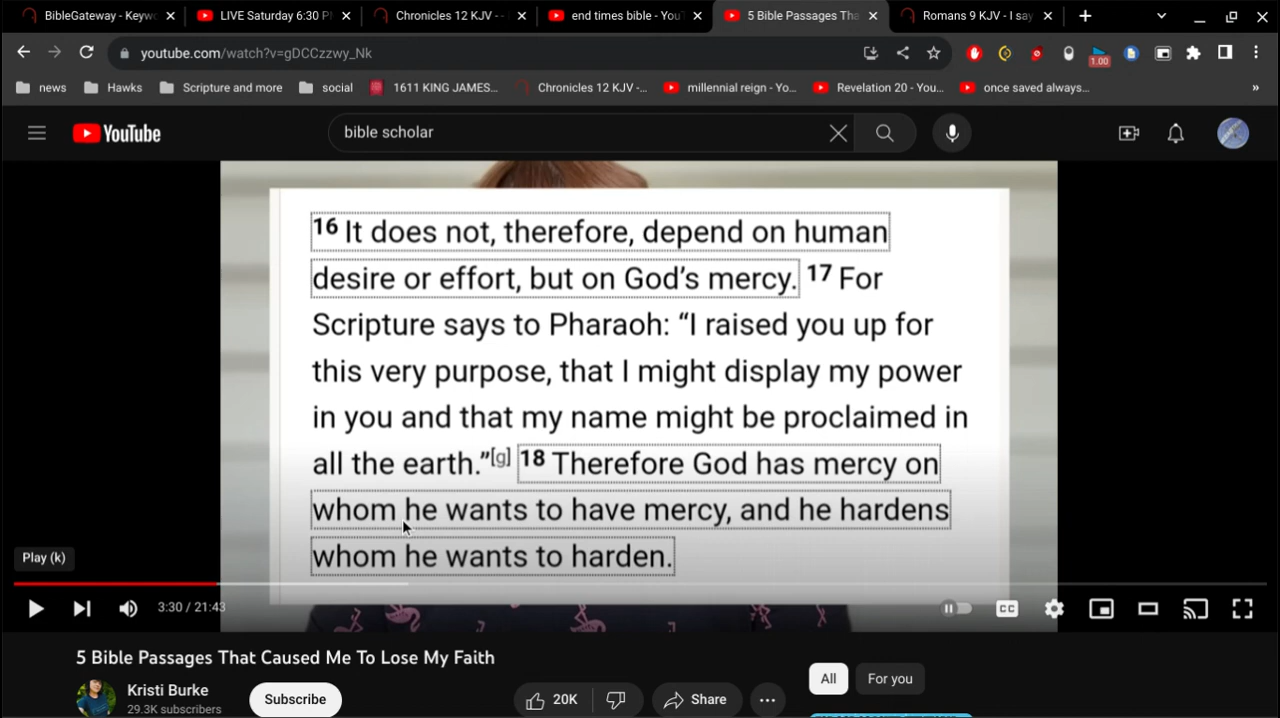 BibleGateway - Keyw
LIVE Saturday 6:30 P
Chronicles 12 KJV - -
end times bible - YouT
5 Bible Passages Tha
Romans 9 KJV - I say
youtube.com/watch?v=gDCCzzwy_Nk
1.00
news
Hawks
Scripture and more
social
1611 KING JAMES...
Chronicles 12 KJV -...
millennial reign - Yo...
Revelation 20 - You...
once saved always...
»
YouTube
bible scholar
16 It does not, therefore, depend on human
desire or effort, but on God’s mercy. 17 For
Scripture says to Pharaoh: “I raised you up for
this very purpose, that I might display my power
in you and that my name might be proclaimed in
all the earth.”[g] 18 Therefore God has mercy on
whom he wants to have mercy, and he hardens
whom he wants to harden.
Play (k)
3:30 / 21:43
CC
5 Bible Passages That Caused Me To Lose My Faith
Kristi Burke
29.3K subscribers
Subscribe
20K
Share
All
For you